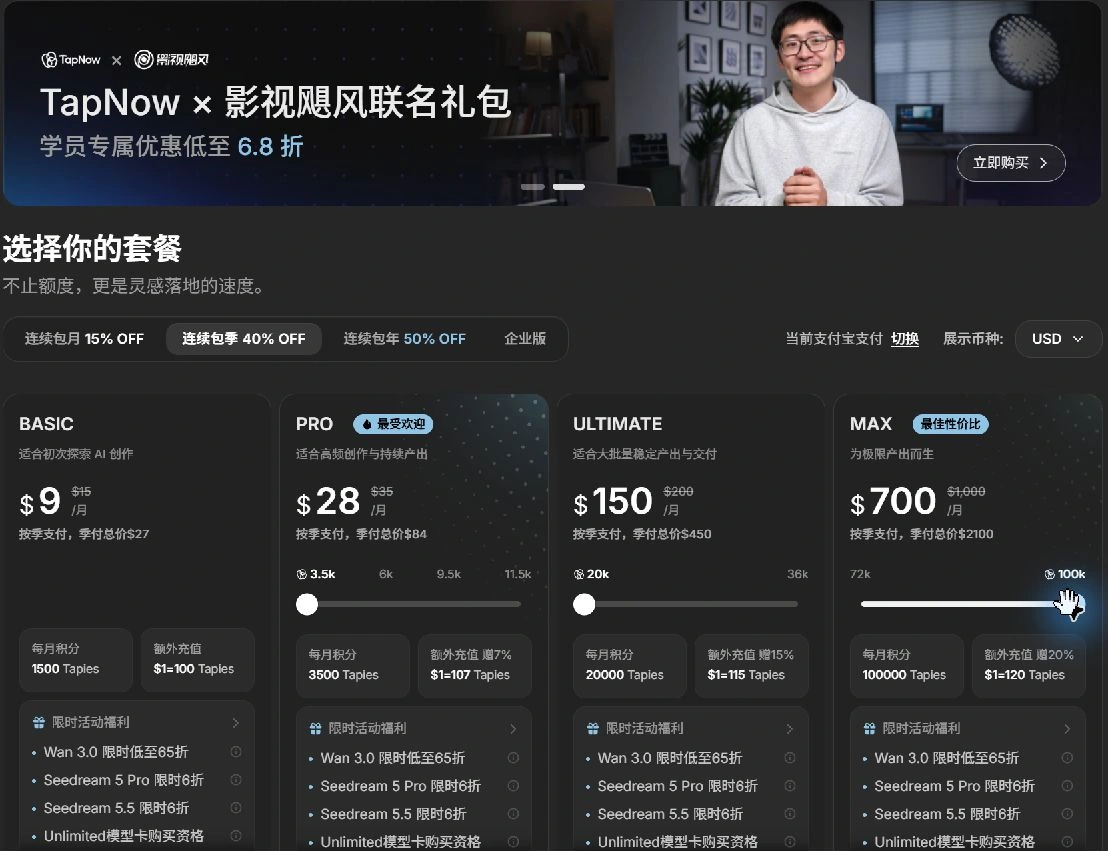 TapNow × 影视飓风
TapNow × 影视飓风联名礼包
学员专属优惠低至 6.8 折
立即购买
选择你的套餐
不止额度，更是灵感落地的速度。
连续包月 15% OFF 连续包季 40% OFF 连续包年 50% OFF 企业版
当前支付宝支付 切换 展示币种: USD
BASIC
适合初次探索 AI 创作
$9 $15 /月
按季支付，季付总价$27
每月积分
1500 Tapies
额外充值
$1=100 Tapies
限时活动福利
Wan 3.0 限时低至65折
Seedream 5 Pro 限时6折
Seedream 5.5 限时6折
Unlimited模型卡购买资格
PRO 最受欢迎
适合高频创作与持续产出
$28 $35 /月
按季支付，季付总价$84
3.5k 6k 9.5k 11.5k
每月积分
3500 Tapies
额外充值 赠7%
$1=107 Tapies
限时活动福利
Wan 3.0 限时低至65折
Seedream 5 Pro 限时6折
Seedream 5.5 限时6折
Unlimited模型卡购买资格
ULTIMATE
适合大批量稳定产出与交付
$150 $200 /月
按季支付，季付总价$450
20k 36k
每月积分
20000 Tapies
额外充值 赠15%
$1=115 Tapies
限时活动福利
Wan 3.0 限时低至65折
Seedream 5 Pro 限时6折
Seedream 5.5 限时6折
Unlimited模型卡购买资格
MAX 最佳性价比
为极限产出而生
$700 $1,000 /月
按季支付，季付总价$2100
72k 100k
每月积分
100000 Tapies
额外充值 赠20%
$1=120 Tapies
限时活动福利
Wan 3.0 限时低至65折
Seedream 5 Pro 限时6折
Seedream 5.5 限时6折
Unlimited模型卡购买资格